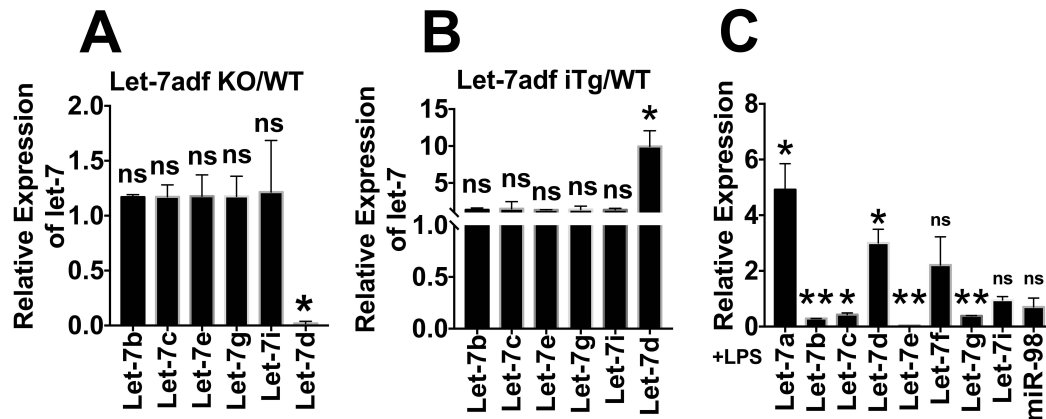 A
Let-7adf KO/WT
Relative Expression
of let-7
2.0
1.5
1.0
0.5
0.0
ns
ns
ns
ns
ns
*
Let-7b
Let-7c
Let-7e
Let-7g
Let-7i
Let-7d
B
Let-7adf iTg/WT
Relative Expression
of let-7
15
10
5
1.0
0.5
0.0
ns
ns
ns
ns
ns
*
Let-7b
Let-7c
Let-7e
Let-7g
Let-7i
Let-7d
C
Relative Expression
8
6
4
2
0
*
**
*
*
**
ns
**
ns
ns
+LPS
Let-7a
Let-7b
Let-7c
Let-7d
Let-7e
Let-7f
Let-7g
Let-7i
miR-98